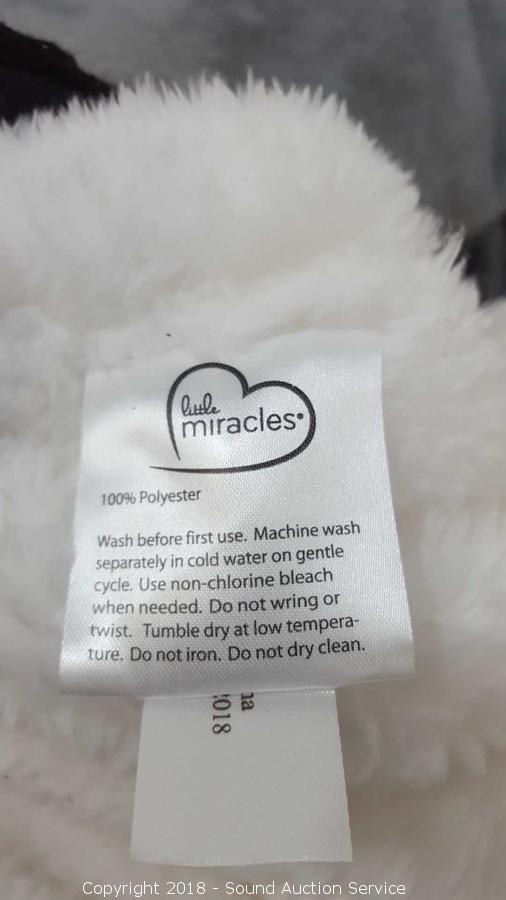 little
miracles®
100% Polyester
Wash before first use. Machine wash
separately in cold water on gentle
cycle. Use non-chlorine bleach
when needed. Do not wring or
twist. Tumble dry at low tempera-
ture. Do not iron. Do not dry clean.
na
2018
Copyright 2018 - Sound Auction Service